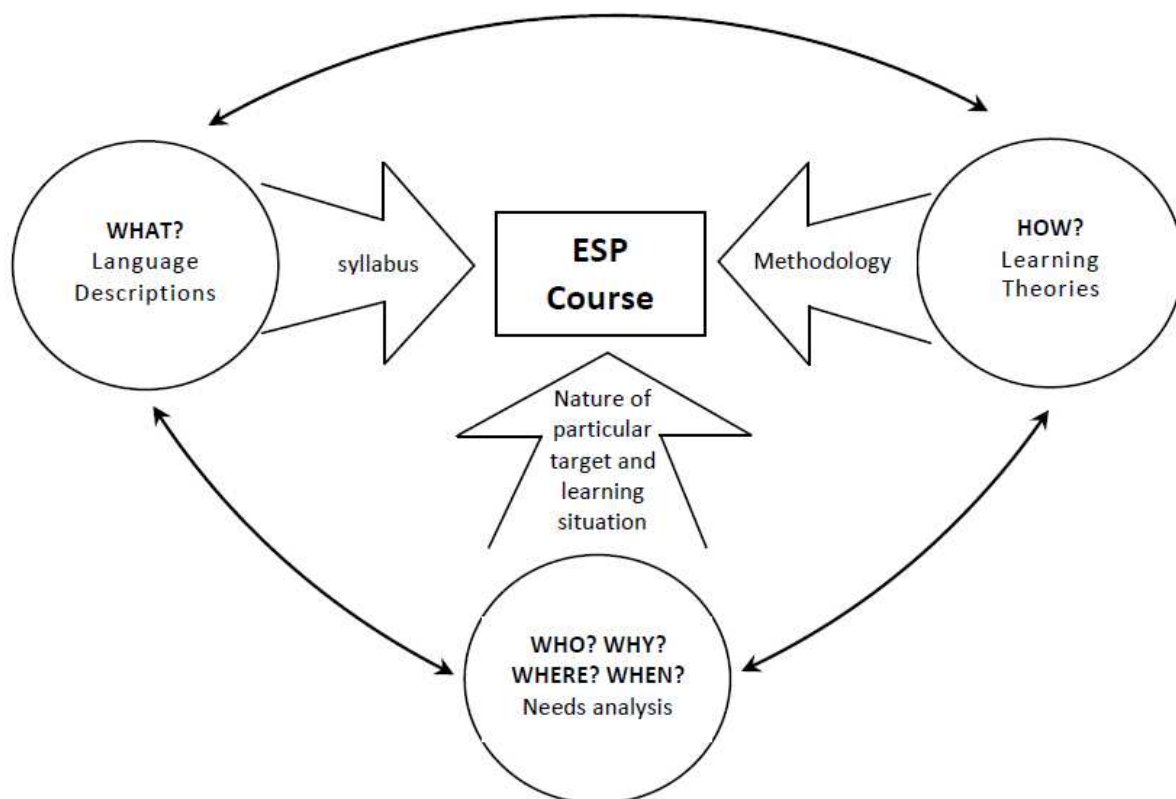 WHAT?
Language
Descriptions
syllabus
ESP
Course
Methodology
HOW?
Learning
Theories
Nature of
particular
target and
learning
situation
WHO? WHY?
WHERE? WHEN?
Needs analysis